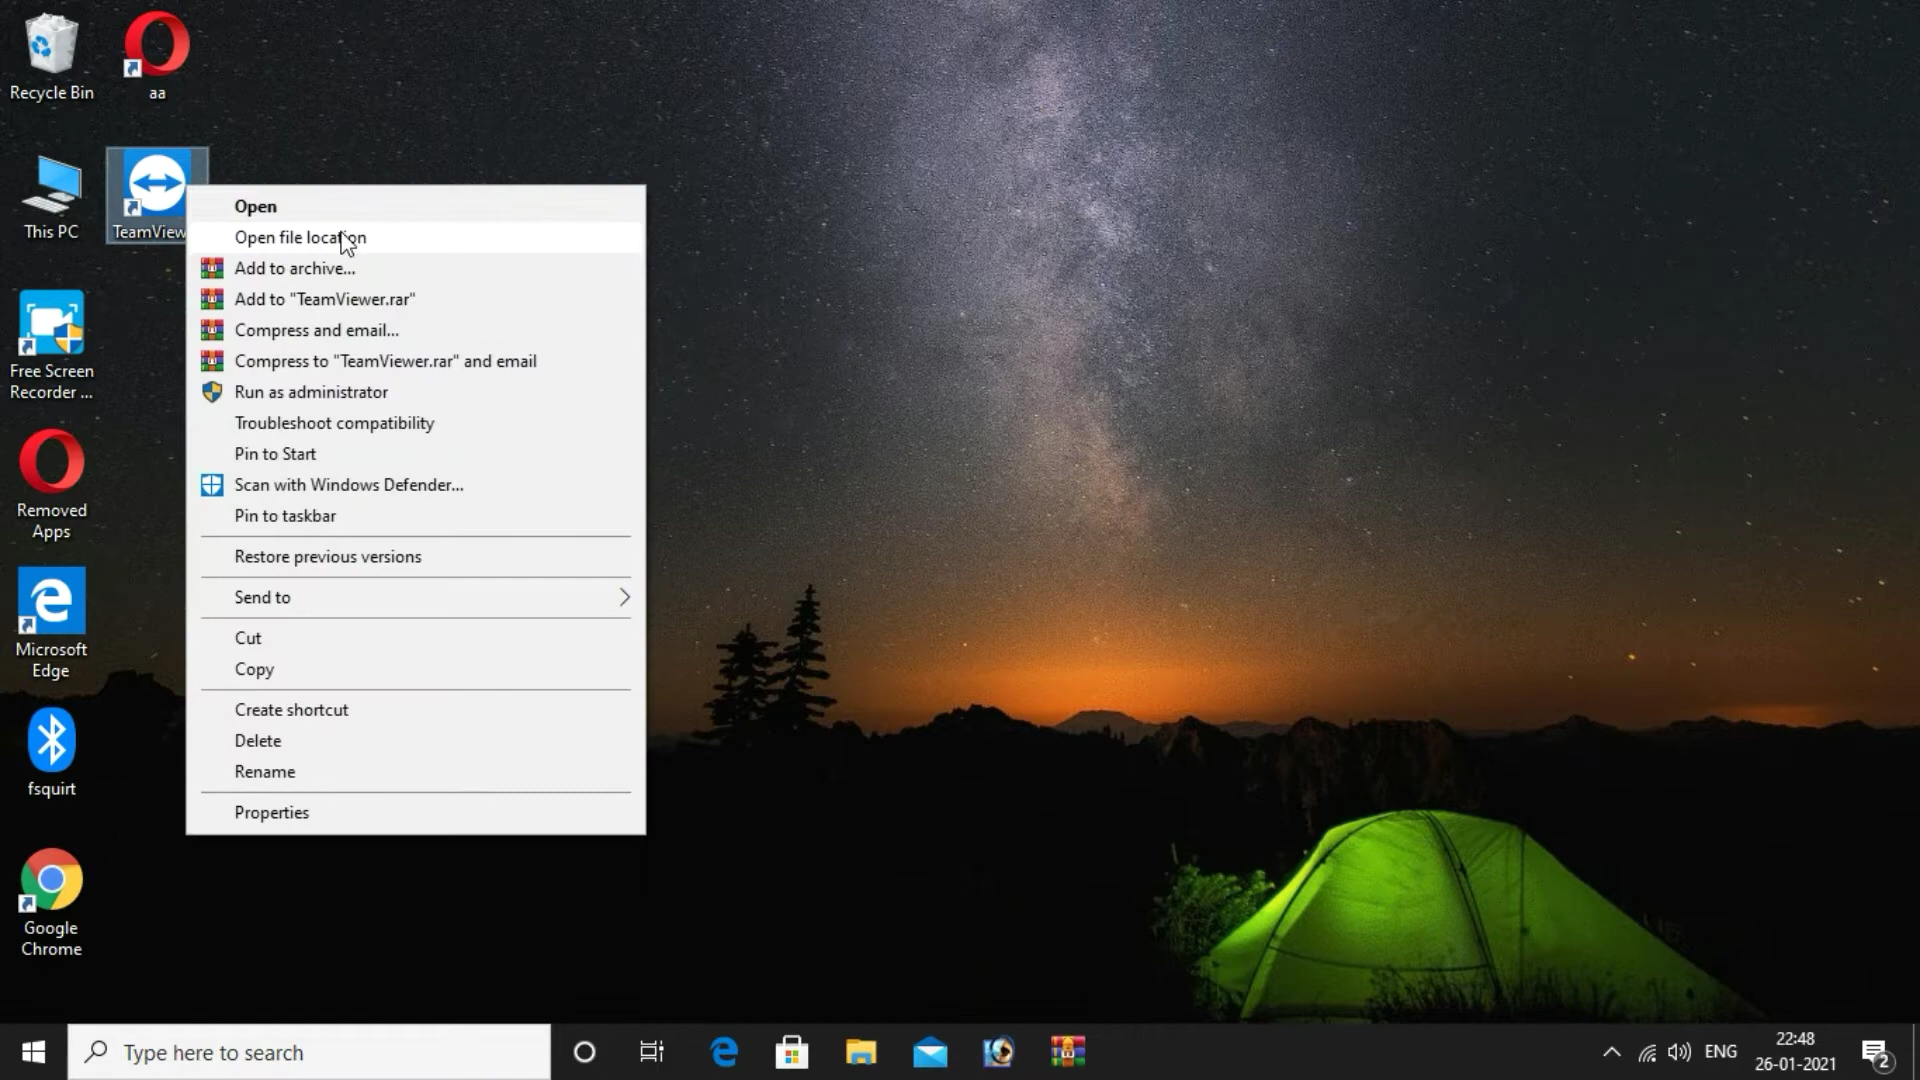 Recycle Bin
aa
This PC
TeamView
Free Screen
Recorder ...
Removed
Apps
Microsoft
Edge
fsquirt
Google
Chrome
Open
Open file location
Add to archive...
Add to "TeamViewer.rar"
Compress and email...
Compress to "TeamViewer.rar" and email
Run as administrator
Troubleshoot compatibility
Pin to Start
Scan with Windows Defender...
Pin to taskbar
Restore previous versions
Send to
Cut
Copy
Create shortcut
Delete
Rename
Properties
Type here to search
ENG
22:48
26-01-2021
2